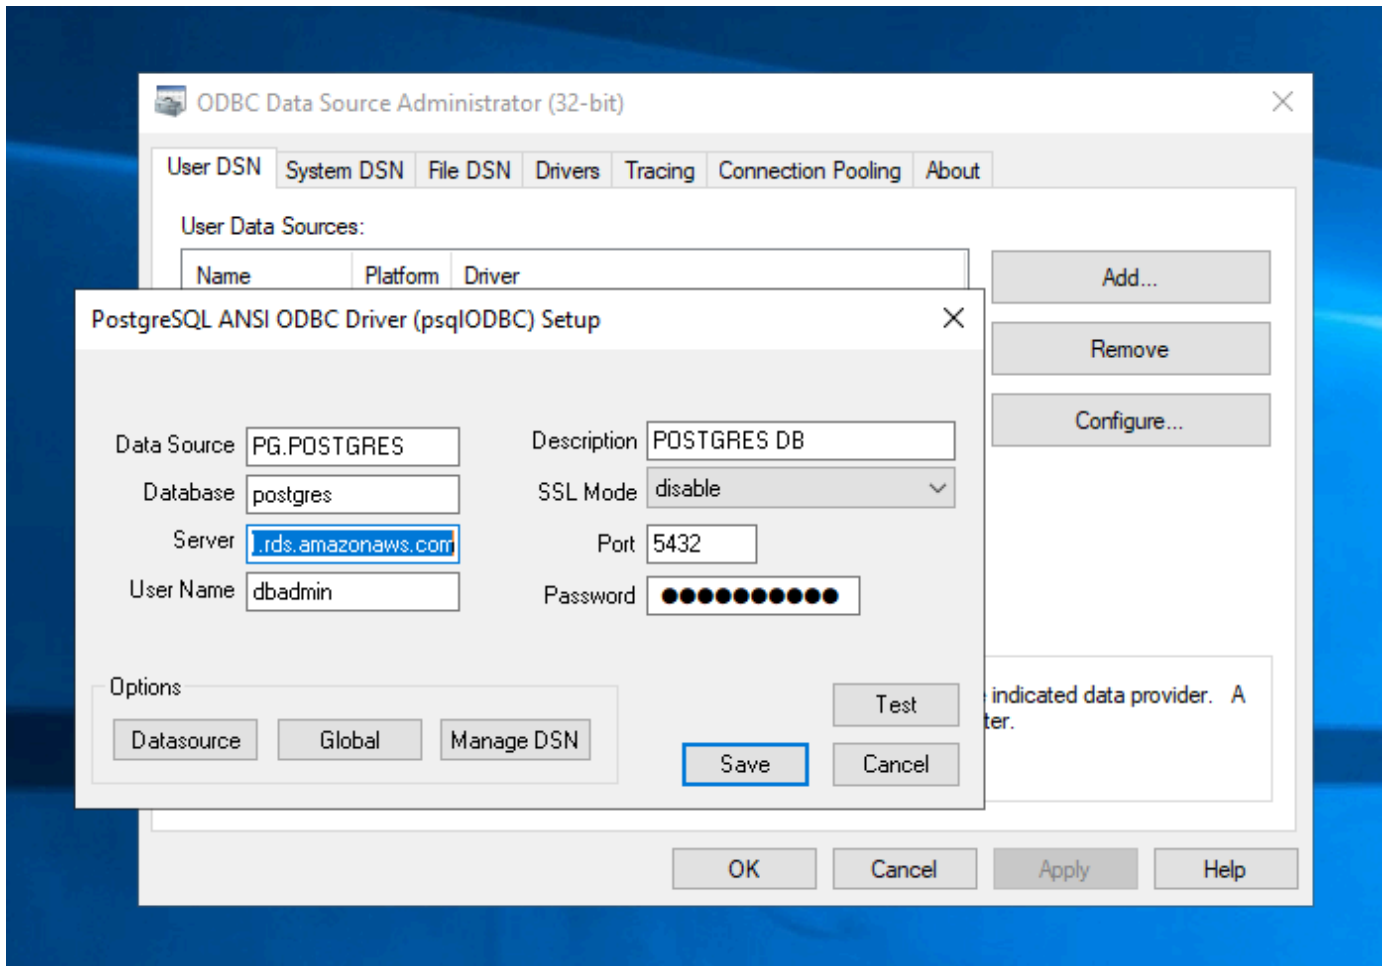 ODBC Data Source Administrator (32-bit)
User DSN System DSN File DSN Drivers Tracing Connection Pooling About
User Data Sources:
Name Platform Driver
Add...
Remove
Configure...
PostgreSQL ANSI ODBC Driver (psqlODBC) Setup
Data Source PG.POSTGRES Description POSTGRES DB
Database postgres SSL Mode disable
Server .rds.amazonaws.com Port 5432
User Name dbadmin Password ●●●●●●●●●●
Options
Datasource Global Manage DSN
Test
Save Cancel
indicated data provider. A
ter.
OK Cancel Apply Help